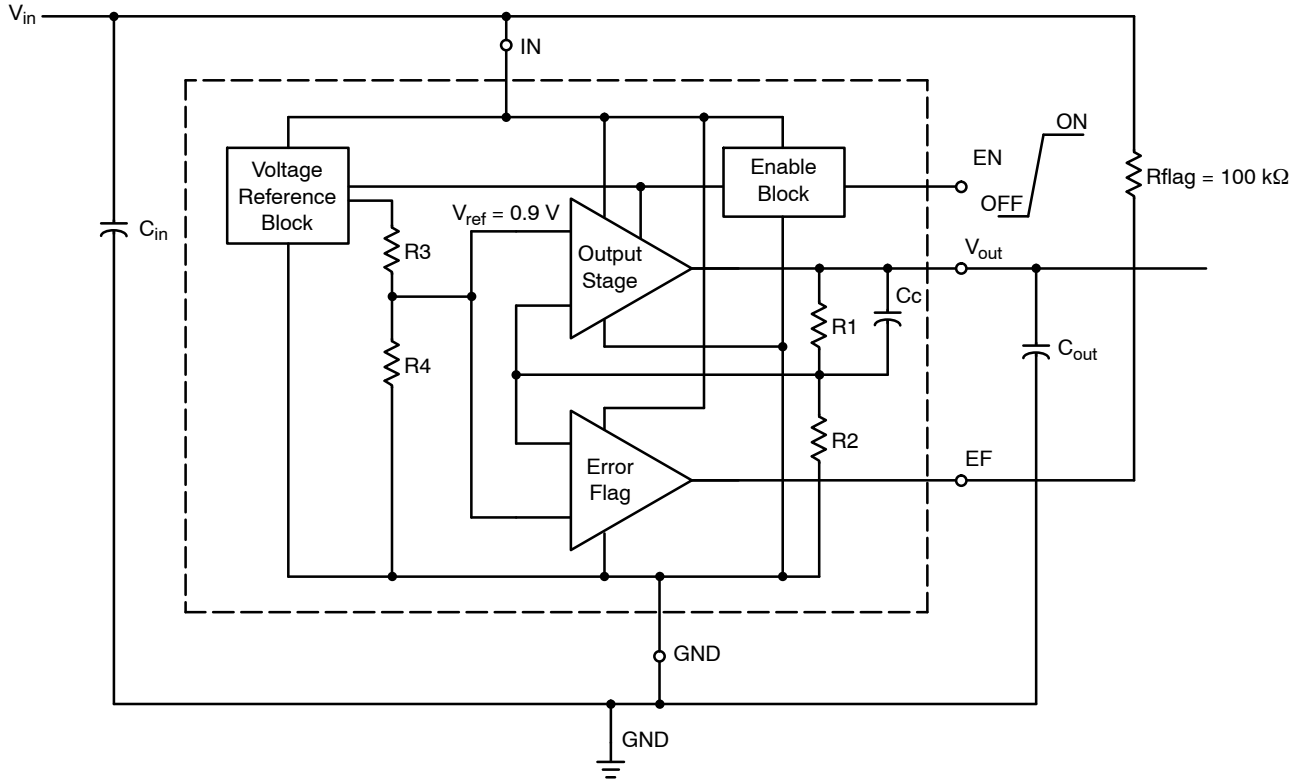 Vin
IN
ON
EN
OFF
Rflag = 100 kΩ
Voltage
Reference
Block
Enable
Block
Vref = 0.9 V
Cin
R3
Output
Stage
Vout
Cc
R1
Cout
R4
R2
Error
Flag
EF
GND
GND